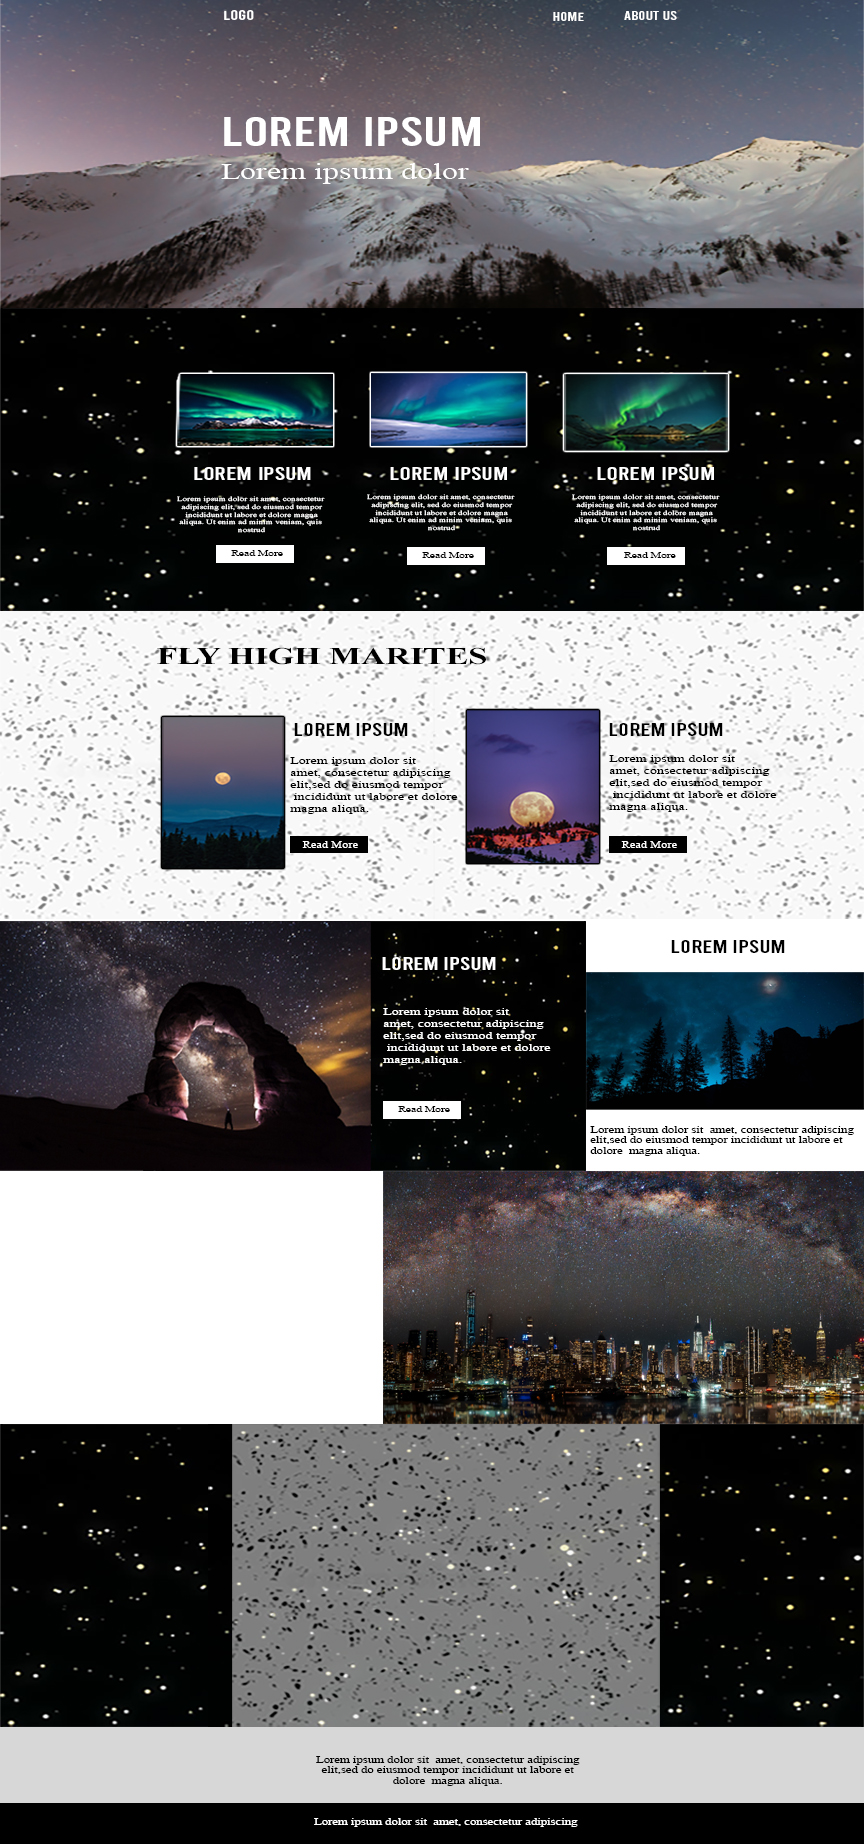 LOGO
HOME
ABOUT US
LOREM IPSUM
Lorem ipsum dolor
LOREM IPSUM
Lorem ipsum dolor sit amet, consectetur
adipiscing elit,sed do eiusmod tempor
incididunt ut labore et dolore magna
aliqua. Ut enim ad minim veniam, quis
nostrud
Read More
LOREM IPSUM
Lorem ipsum dolor sit amet, consectetur
adipiscing elit, sed do eiusmod tempor
incididunt ut labore et dolore magna
aliqua. Ut enim ad minim veniam, quis
nostrud
Read More
LOREM IPSUM
Lorem ipsum dolor sit amet, consectetur
adipiscing elit, sed do eiusmod tempor
incididunt ut labore et dolore magna
aliqua. Ut enim ad minim veniam, quis
nostrud
Read More
FLY HIGH MARITES
LOREM IPSUM
Lorem ipsum dolor sit
amet, consectetur adipiscing
elit,sed do eiusmod tempor
incididunt ut labore et dolore
magna aliqua.
Read More
LOREM IPSUM
Lorem ipsum dolor sit
amet, consectetur adipiscing
elit,sed do eiusmod tempor
incididunt ut labore et dolore
magna aliqua.
Read More
LOREM IPSUM
Lorem ipsum dolor sit
amet, consectetur adipiscing
elit,sed do eiusmod tempor
incididunt ut labore et dolore
magna aliqua.
Read More
LOREM IPSUM
Lorem ipsum dolor sit amet, consectetur adipiscing
elit,sed do eiusmod tempor incididunt ut labore et
dolore magna aliqua.
Lorem ipsum dolor sit amet, consectetur adipiscing
elit,sed do eiusmod tempor incididunt ut labore et
dolore magna aliqua.
Lorem ipsum dolor sit amet, consectetur adipiscing